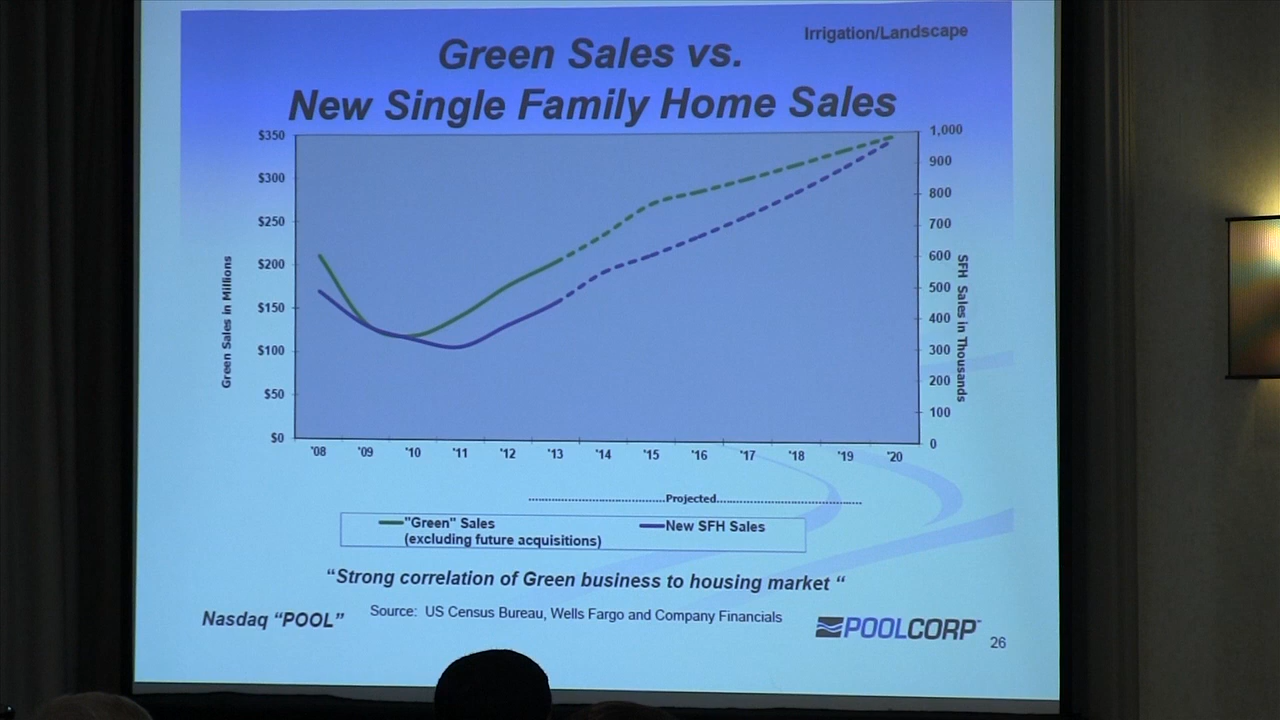 Irrigation/Landscape
Green Sales vs.
New Single Family Home Sales
$350
$300
$250
$200
$150
$100
$50
$0
Green Sales in Millions
1,000
900
800
700
600
500
400
300
200
100
0
SFH Sales in Thousands
'08 '09 '10 '11 '12 '13 '14 '15 '16 '17 '18 '19 '20
Projected
"Green" Sales
(excluding future acquisitions)
New SFH Sales
“Strong correlation of Green business to housing market “
Nasdaq “POOL”
Source: US Census Bureau, Wells Fargo and Company Financials
POOLCORP™
26